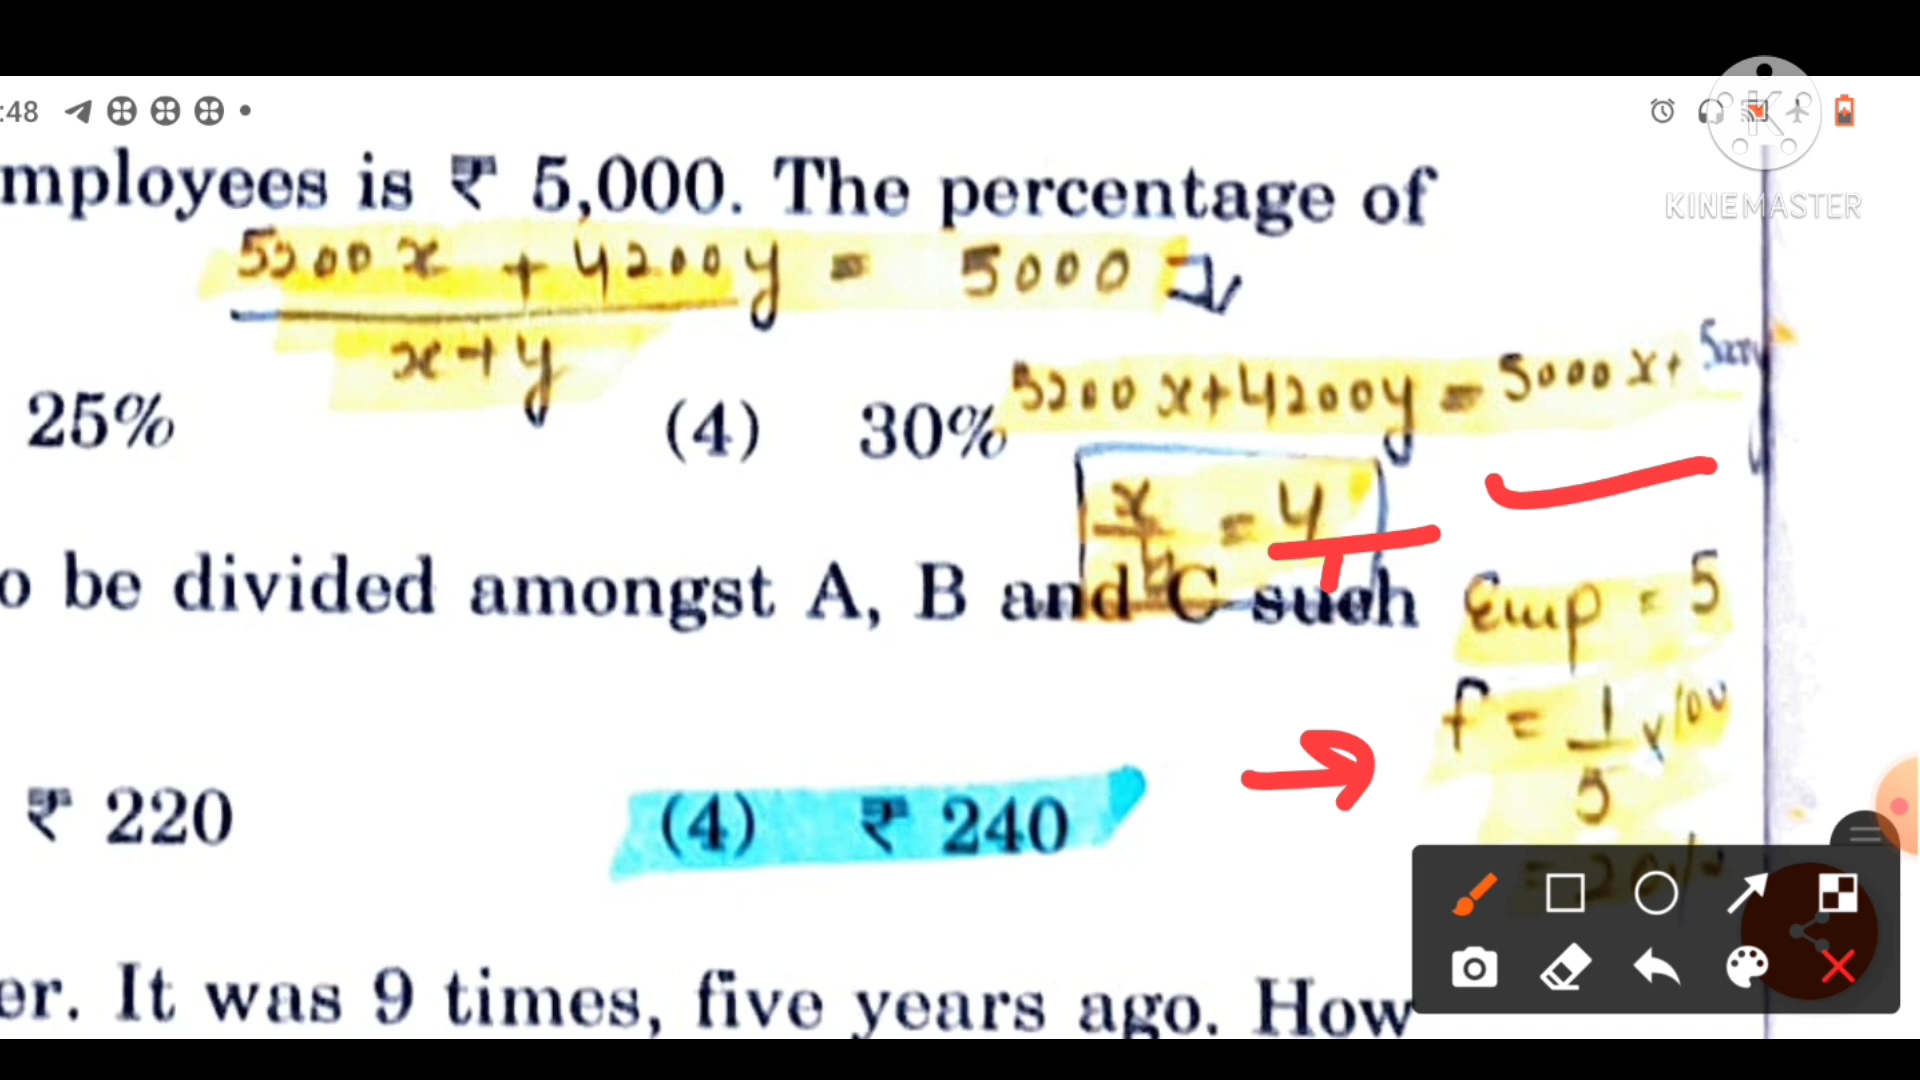 :48
KINEMASTER
mployees is ₹ 5,000. The percentage of
5200x + 4200y = 5000
x+y
25% (4) 30%
5200x+4200y = 5000x+
x/y = 4
o be divided amongst A, B and C such
Emp = 5
f = 1/5 x100
₹ 220 (4) ₹ 240
er. It was 9 times, five years ago. How